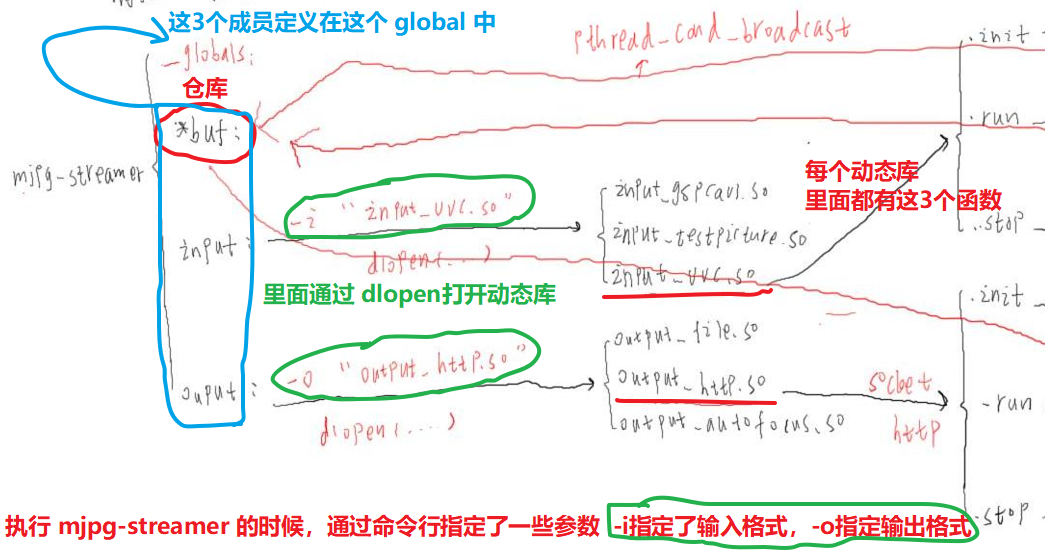 这3个成员定义在这个 global 中
pthread_cond_broadcast
_globals:
仓库
*buf:
mjpg-streamer
.init
.run
每个动态库
里面都有这3个函数
-i "input_uvc.so"
input_gspcav1.so
input_testpicture.so
input_uvc.so
.stop
input:
dlopen(...)
里面通过 dlopen打开动态库
.init
output_file.so
-o "output_http.so"
output_http.so
socket
-run
ouput:
dlopen(....)
output_autofocus.so
http
执行 mjpg-streamer 的时候，通过命令行指定了一些参数 -i指定了输入格式，-o指定输出格式
-stop